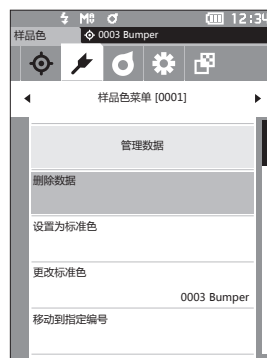 M 12:34
样品色 0003 Bumper
样品色菜单 [0001]
管理数据
删除数据
设置为标准色
更改标准色
0003 Bumper
移动到指定编号